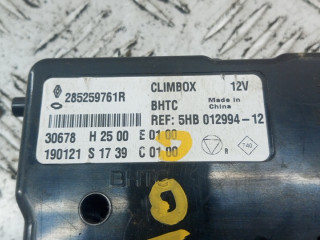 285259761R
CLIMBOX 12V
BHTC
Made in
China
REF: 5HB 012994-12
30678 H 25 00 E 01 00
190121 S 17 39 C 01 00
R
BHTC